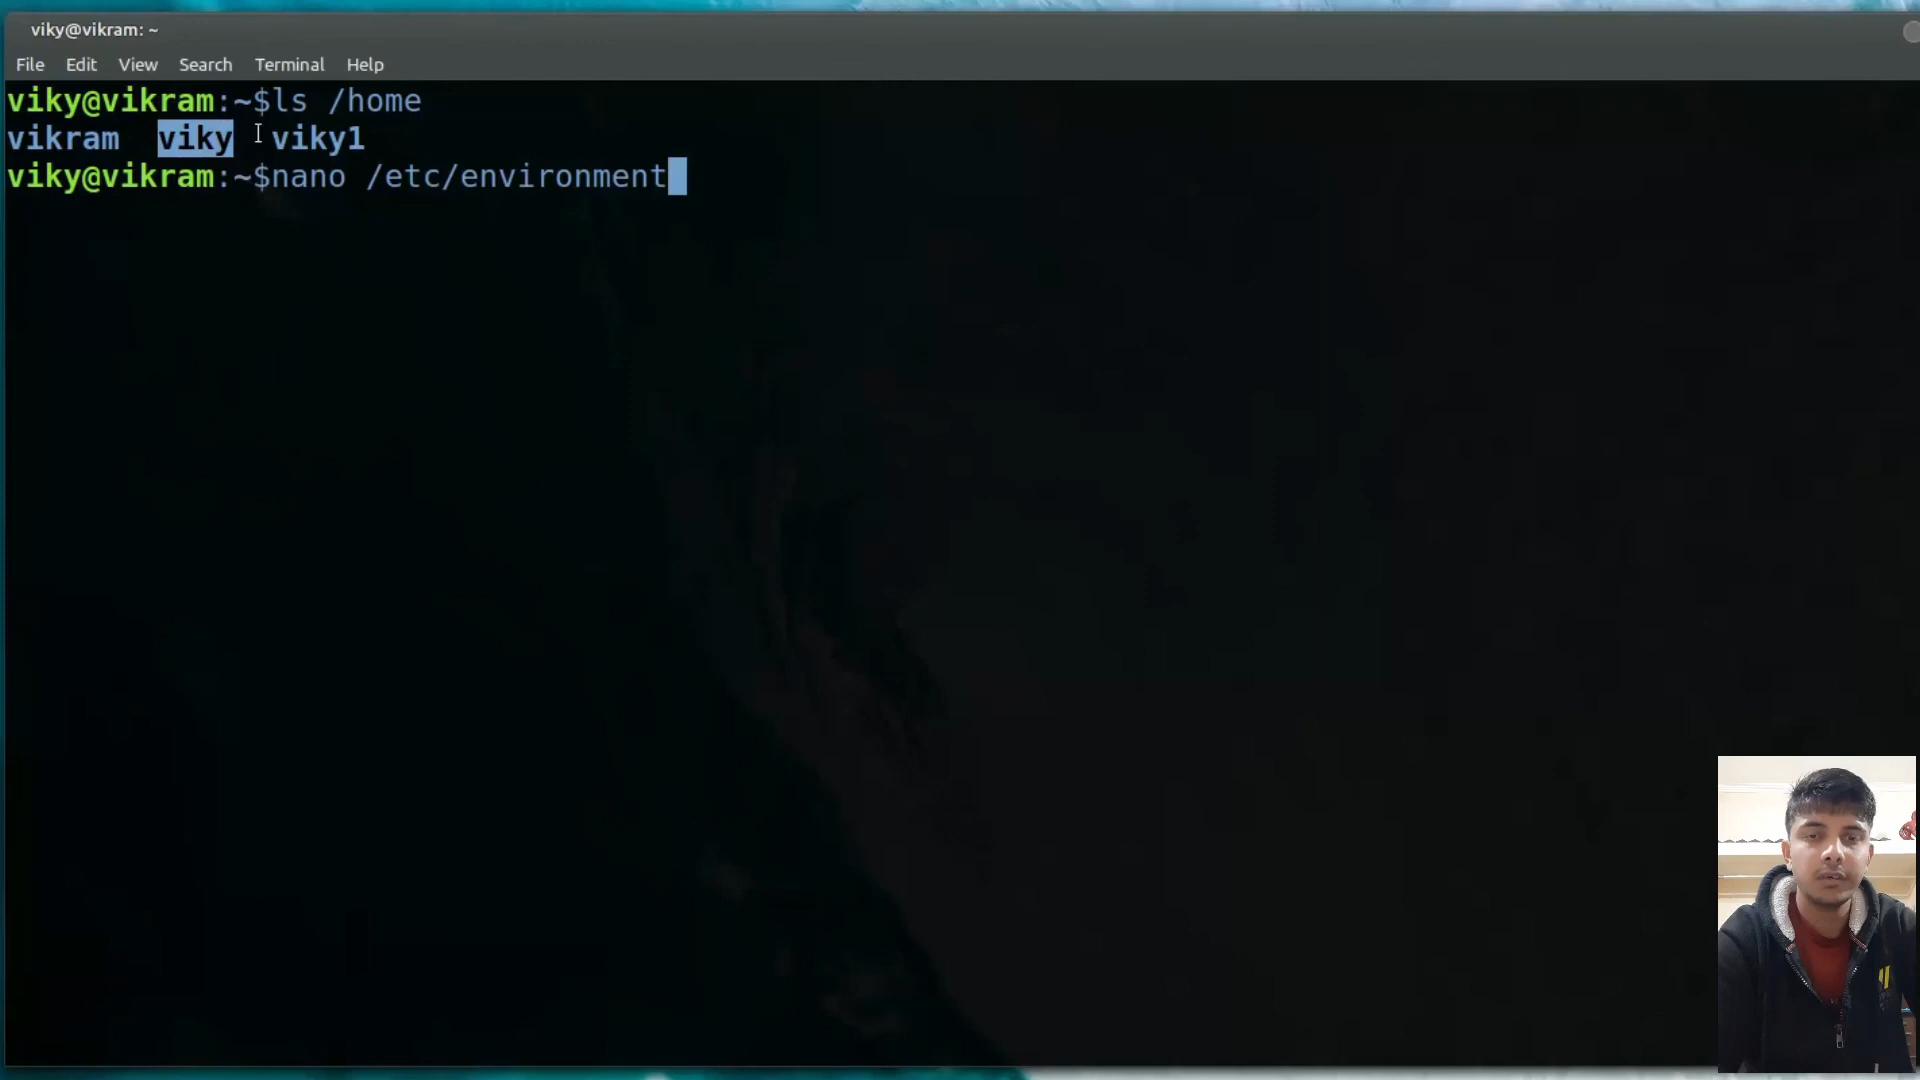 viky@vikram: ~
File Edit View Search Terminal Help
viky@vikram:~$ls /home
vikram viky viky1
viky@vikram:~$nano /etc/environment